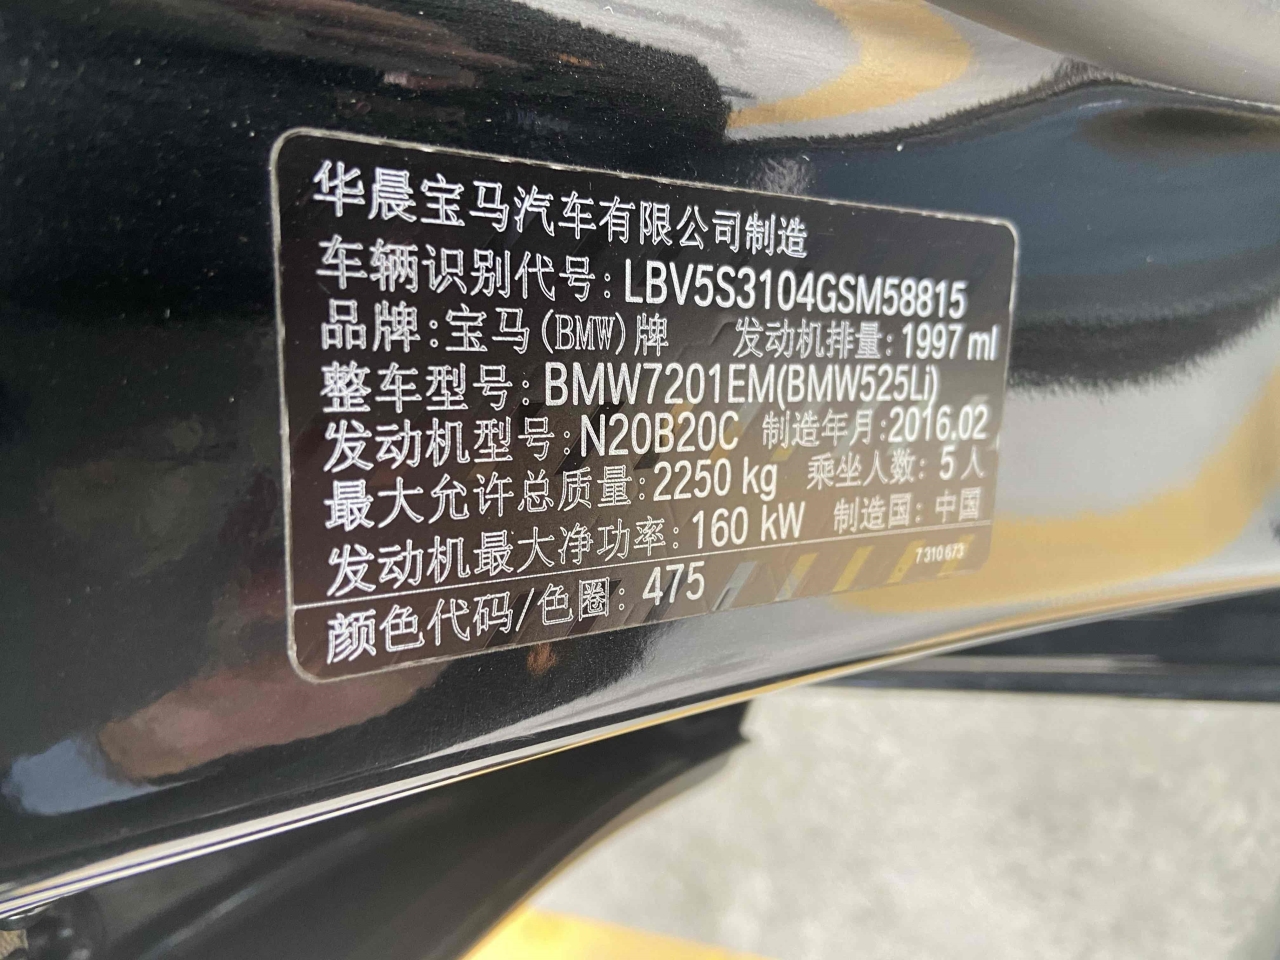 华晨宝马汽车有限公司制造
车辆识别代号: LBV5S3104GSM58815
品牌: 宝马(BMW)牌 发动机排量: 1997 ml
整车型号: BMW7201EM(BMW525Li)
发动机型号: N20B20C 制造年月: 2016.02
最大允许总质量: 2250 kg 乘坐人数: 5人
发动机最大净功率: 160 kW 制造国: 中国
颜色代码/色圈: 475 7 310 673